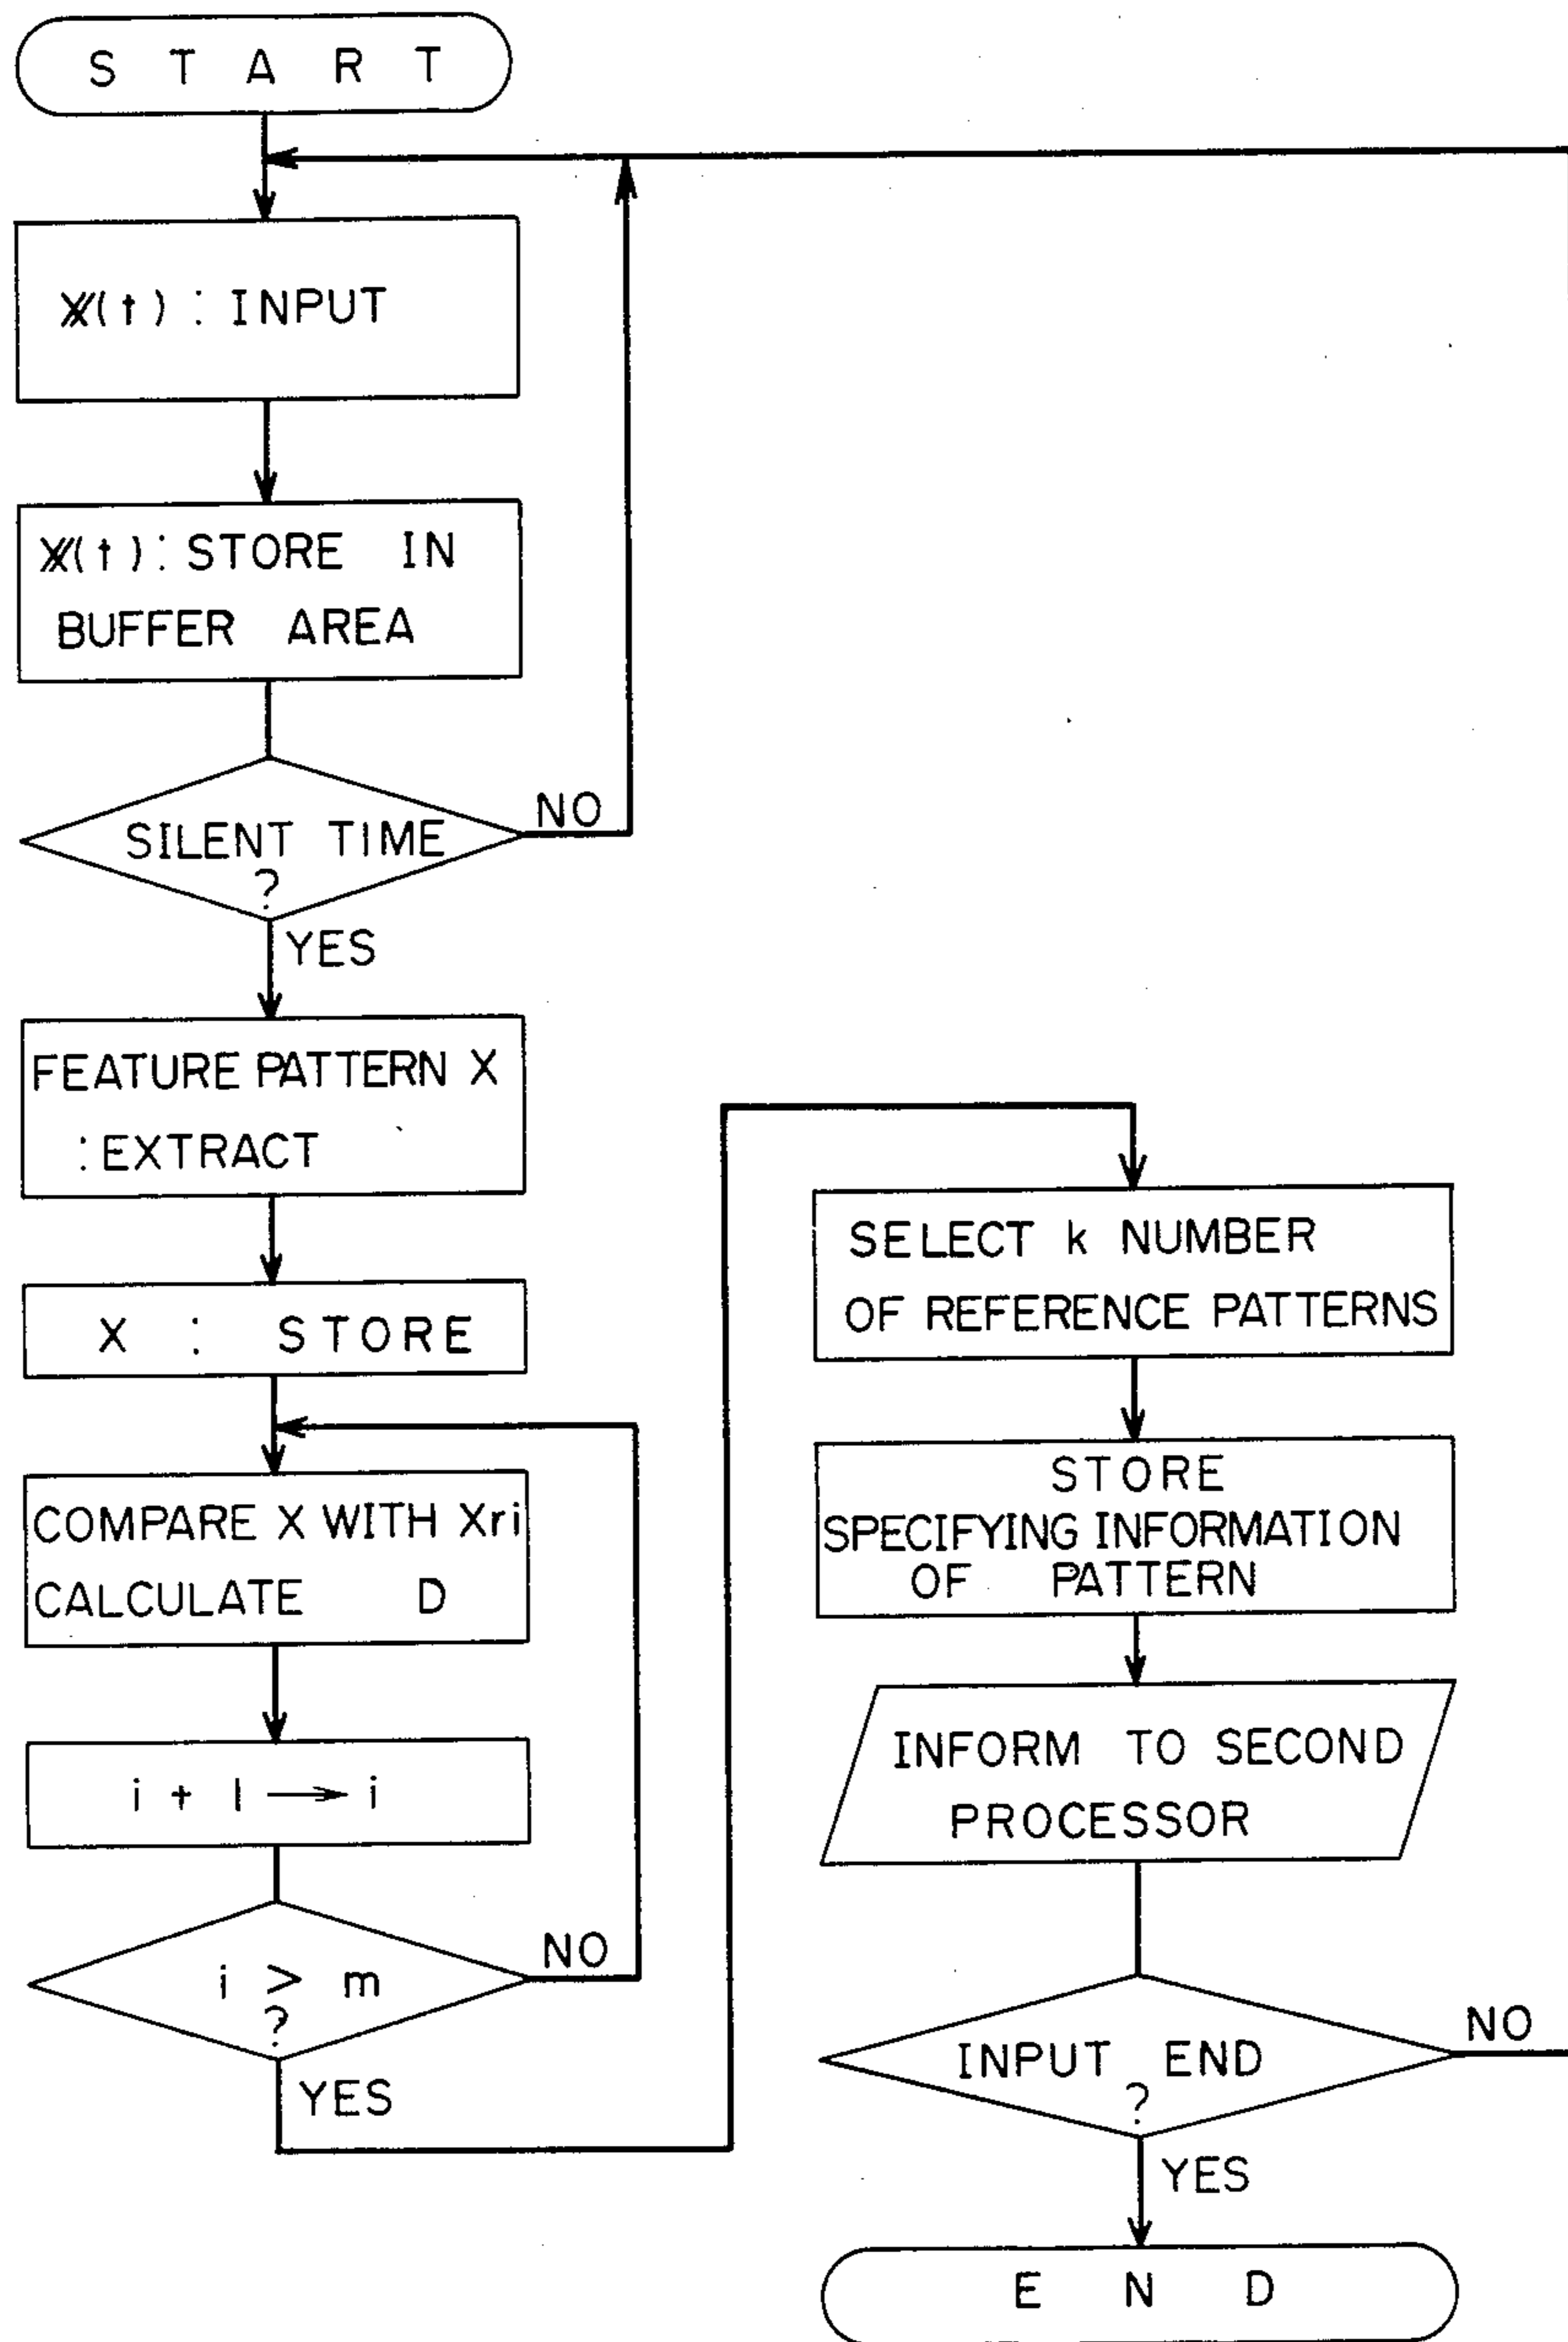 START
𝕏(t) : INPUT
𝕏(t) : STORE IN
BUFFER AREA
SILENT TIME
?
NO
YES
FEATURE PATTERN X
: EXTRACT
X : STORE
COMPARE X WITH Xri
CALCULATE D
i + 1 → i
i > m
?
NO
YES
SELECT k NUMBER
OF REFERENCE PATTERNS
STORE
SPECIFYING INFORMATION
OF PATTERN
INFORM TO SECOND
PROCESSOR
INPUT END
?
NO
YES
END